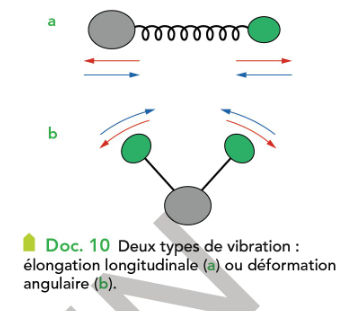 a
b
Doc. 10 Deux types de vibration :
élongation longitudinale (a) ou déformation
angulaire (b).